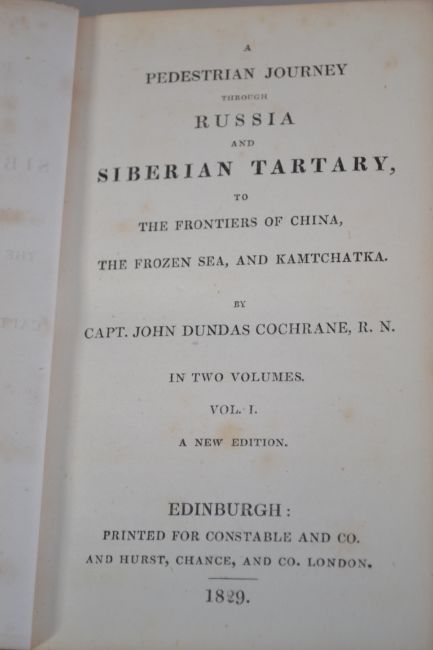 A
PEDESTRIAN JOURNEY
THROUGH
RUSSIA
AND
SIBERIAN TARTARY,
TO
THE FRONTIERS OF CHINA,
THE FROZEN SEA, AND KAMTCHATKA.
BY
CAPT. JOHN DUNDAS COCHRANE, R. N.
IN TWO VOLUMES.
VOL. I.
A NEW EDITION.
EDINBURGH:
PRINTED FOR CONSTABLE AND CO.
AND HURST, CHANCE, AND CO. LONDON.
1829.